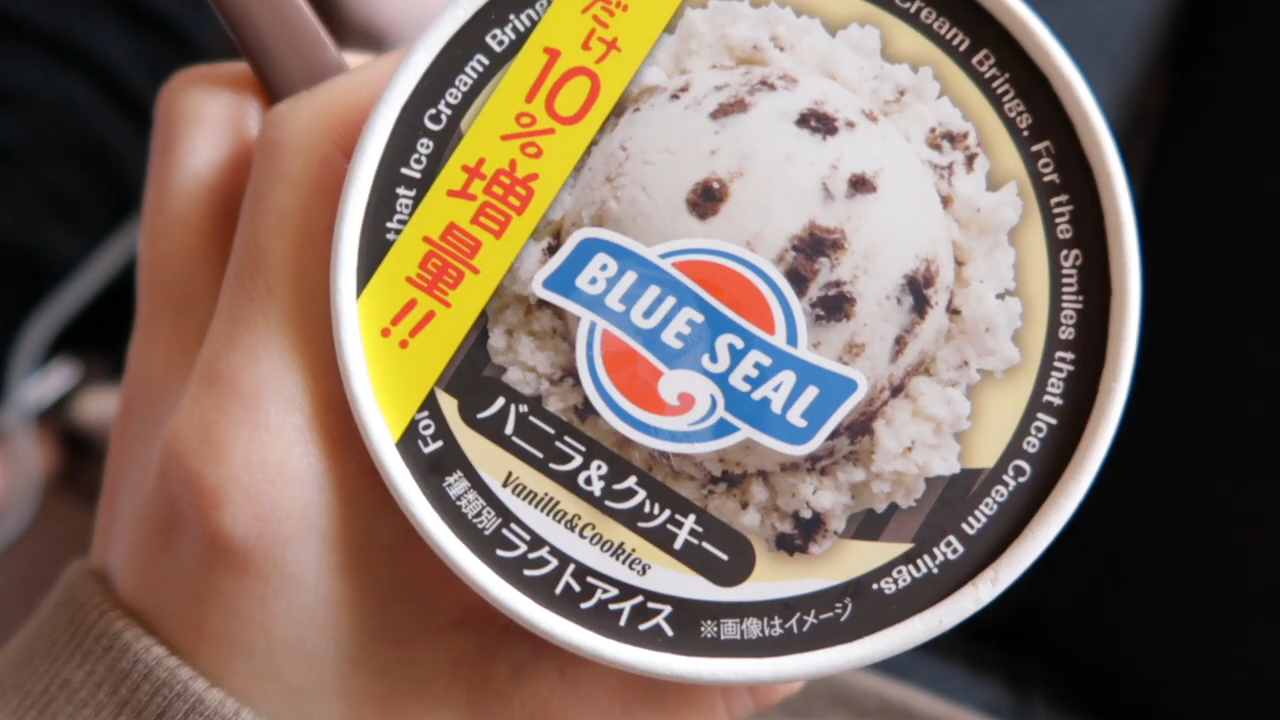 だけ
10%
増量!!
BLUE SEAL
バニラ&クッキー
Vanilla&Cookies
種類別 ラクトアイス
※画像はイメージ
that Ice Cream Brings
For
Cream Brings. For the Smiles that Ice Cream Brings.